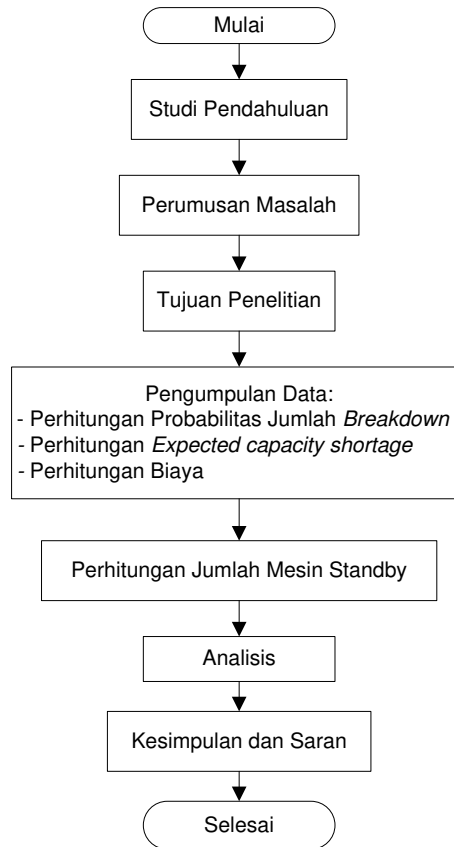 Mulai
Studi Pendahuluan
Perumusan Masalah
Tujuan Penelitian
Pengumpulan Data:
- Perhitungan Probabilitas Jumlah Breakdown
- Perhitungan Expected capacity shortage
- Perhitungan Biaya
Perhitungan Jumlah Mesin Standby
Analisis
Kesimpulan dan Saran
Selesai